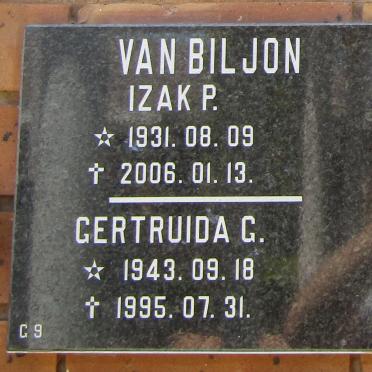 VAN BILJON
IZAK P.
☆ 1931. 08. 09
✝ 2006. 01. 13.
GERTRUIDA G.
☆ 1943. 09. 18
✝ 1995. 07. 31.
C 9